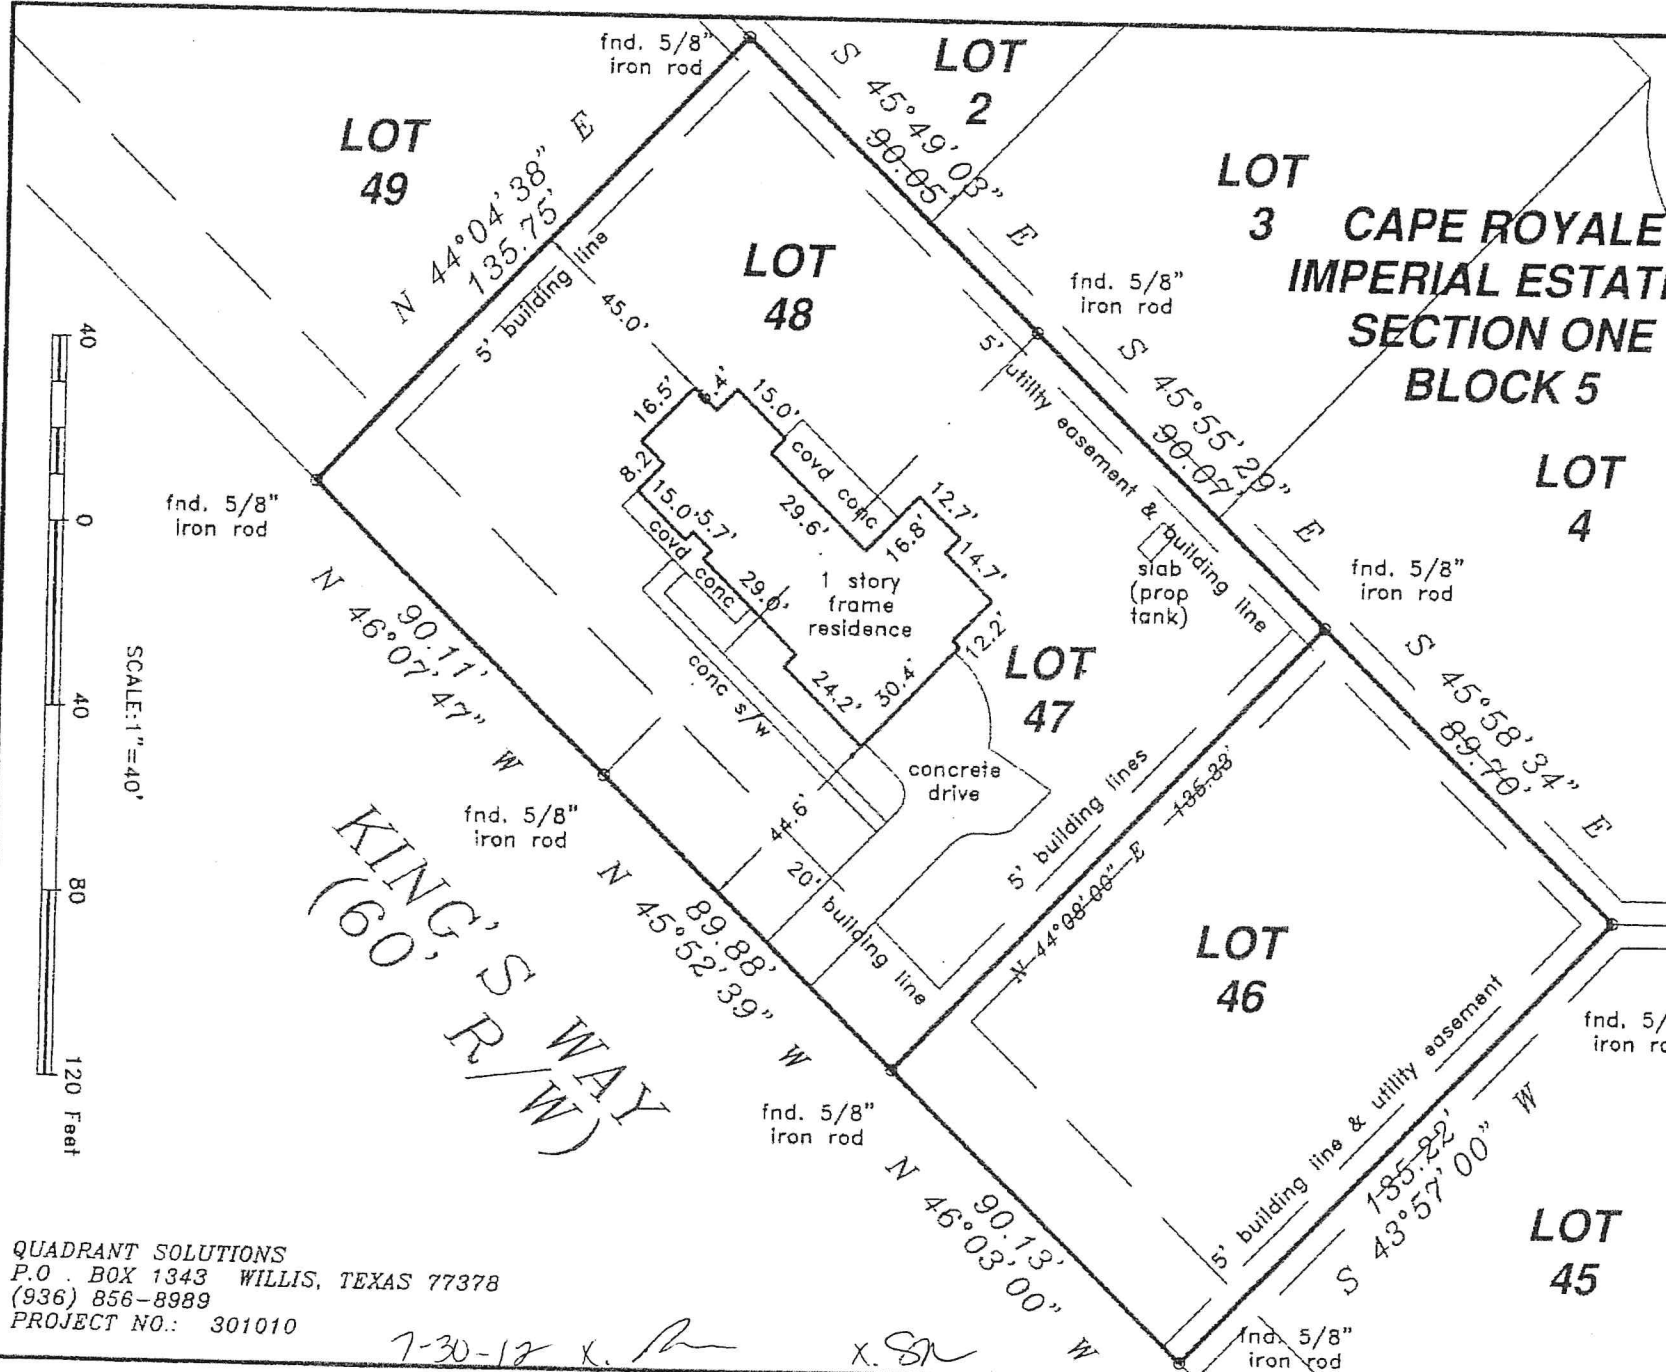 fnd. 5/8"
iron rod
S 45°49'03" E
90.05'
LOT
2
LOT
49
N 44°04'38" E
135.75'
5' building line
LOT
3
CAPE ROYALE
IMPERIAL ESTATE
SECTION ONE
BLOCK 5
LOT
48
45.0'
fnd. 5/8"
iron rod
S 45°55'29" E
90.07'
5' utility easement & building line
LOT
4
16.5'
.4'
15.0'
covd conc
29.6'
8.2'
15.0'
5.7'
covd conc
29.0'
12.7'
16.8'
14.7'
12.2'
1 story
frame
residence
24.2'
30.4'
conc s/w
slab
(prop
tank)
fnd. 5/8"
iron rod
fnd. 5/8"
iron rod
90.11'
N 46°07'47" W
LOT
47
S 45°58'34" E
89.70'
40
0
40
80
120 Feet
SCALE:1"=40'
concrete
drive
44.6'
20' building line
5' building lines
N 44°08'00" E
fnd. 5/8"
iron rod
KING'S WAY
(60' R/W)
89.88'
N 45°52'39" W
LOT
46
fnd. 5/
iron ro
fnd. 5/8"
iron rod
5' building line & utility easement
135.22'
S 43°57'00" W
90.13'
N 46°03'00" W
LOT
45
fnd. 5/8"
iron rod
QUADRANT SOLUTIONS
P.O . BOX 1343 WILLIS, TEXAS 77378
(936) 856-8989
PROJECT NO.: 301010
7-30-12 X. X.